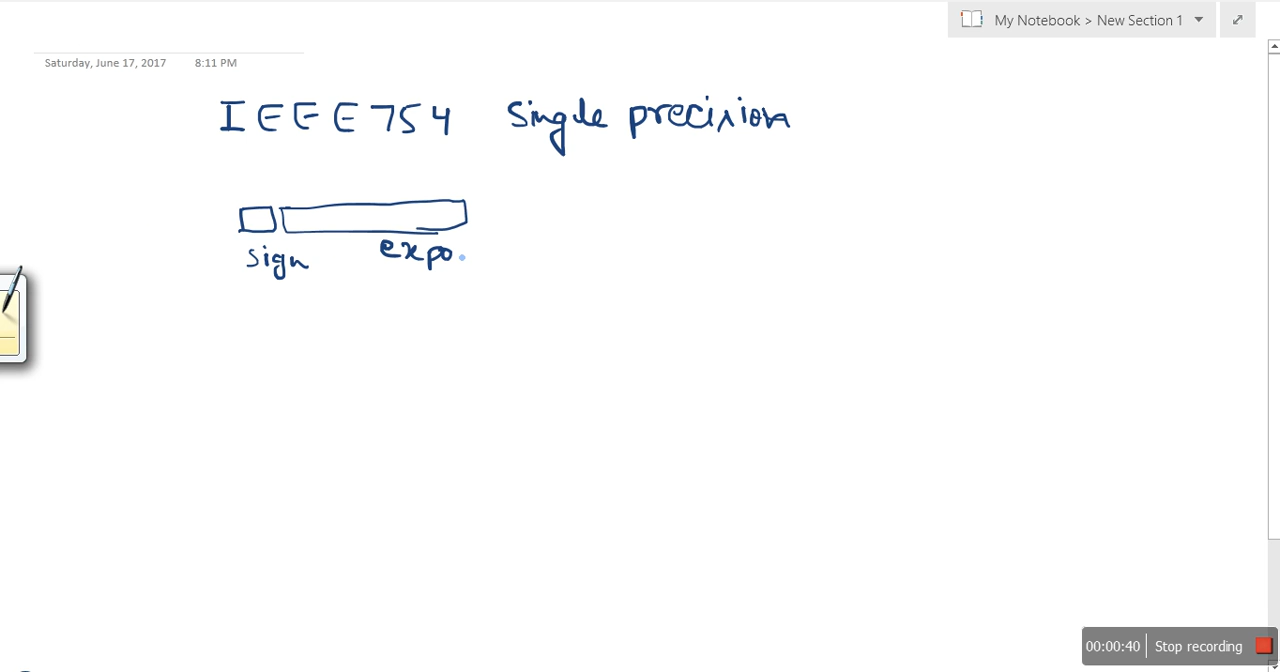 My Notebook > New Section 1
Saturday, June 17, 2017 8:11 PM
IEEE754 Single precision
sign expo
00:00:40 Stop recording